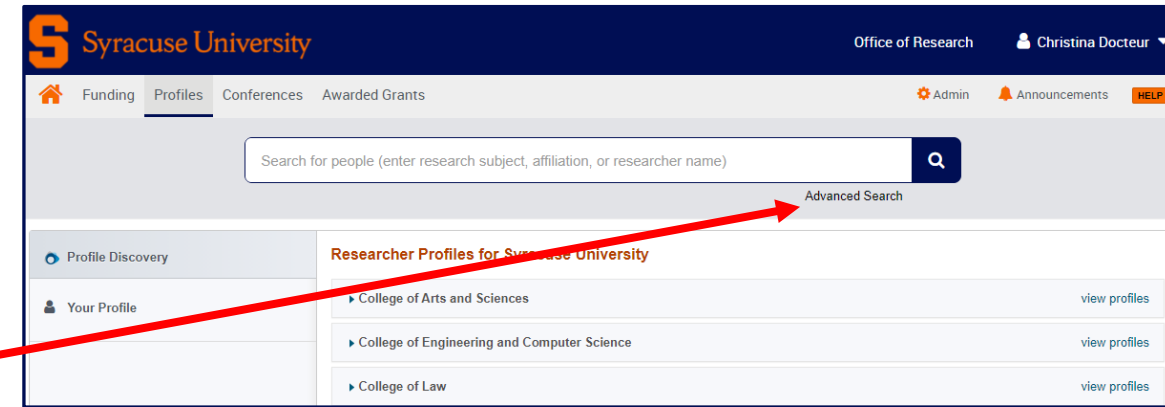 S Syracuse University
Office of Research Christina Docteur
Funding Profiles Conferences Awarded Grants
Admin Announcements HELP
Search for people (enter research subject, affiliation, or researcher name)
Advanced Search
Profile Discovery
Your Profile
Researcher Profiles for Syracuse University
College of Arts and Sciences view profiles
College of Engineering and Computer Science view profiles
College of Law view profiles